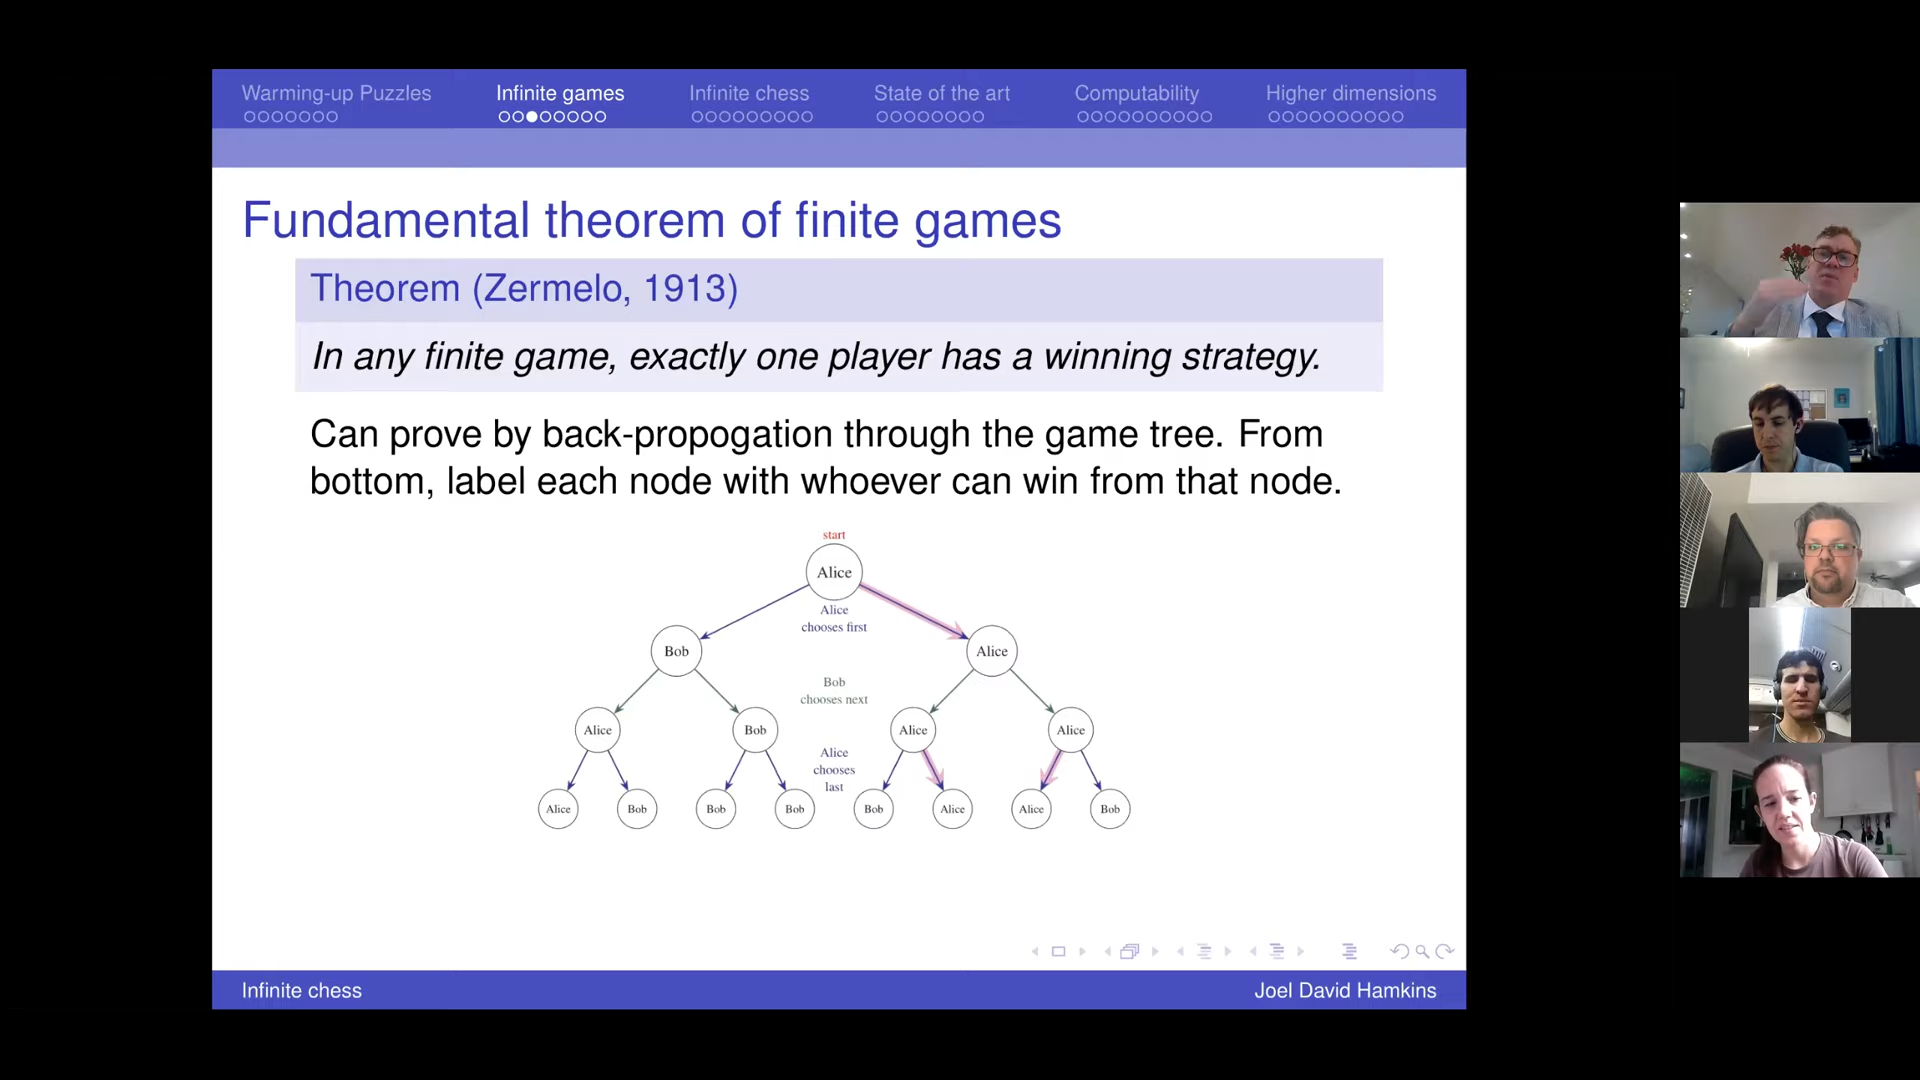 Warming-up Puzzles Infinite games Infinite chess State of the art Computability Higher dimensions
Fundamental theorem of finite games
Theorem (Zermelo, 1913)
In any finite game, exactly one player has a winning strategy.
Can prove by back-propogation through the game tree. From
bottom, label each node with whoever can win from that node.
start
Alice
Alice
chooses first
Bob Alice
Bob
chooses next
Alice Bob Alice Alice
Alice
chooses
last
Alice Bob Bob Bob Bob Alice Alice Bob
Infinite chess Joel David Hamkins